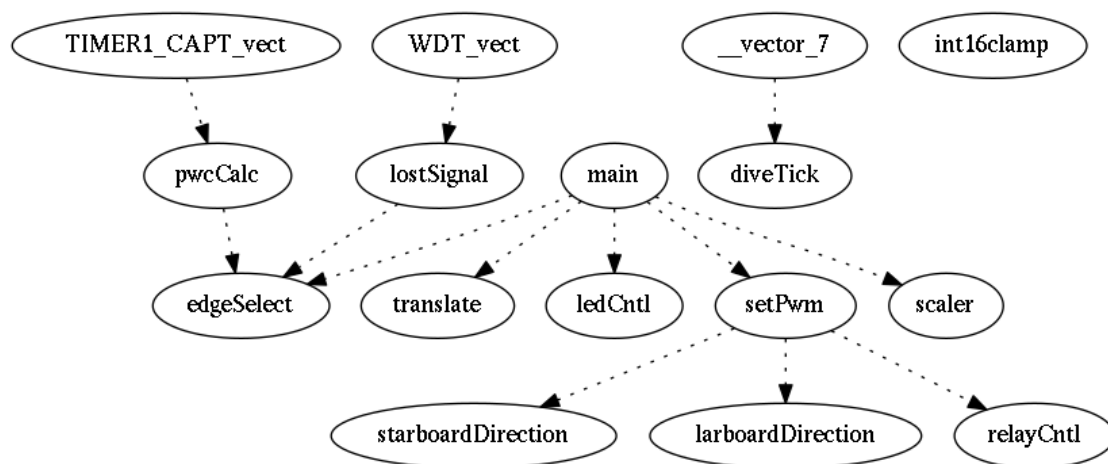 TIMER1_CAPT_vect
WDT_vect
__vector_7
int16clamp
pwcCalc
lostSignal
main
diveTick
edgeSelect
translate
ledCntl
setPwm
scaler
starboardDirection
larboardDirection
relayCntl